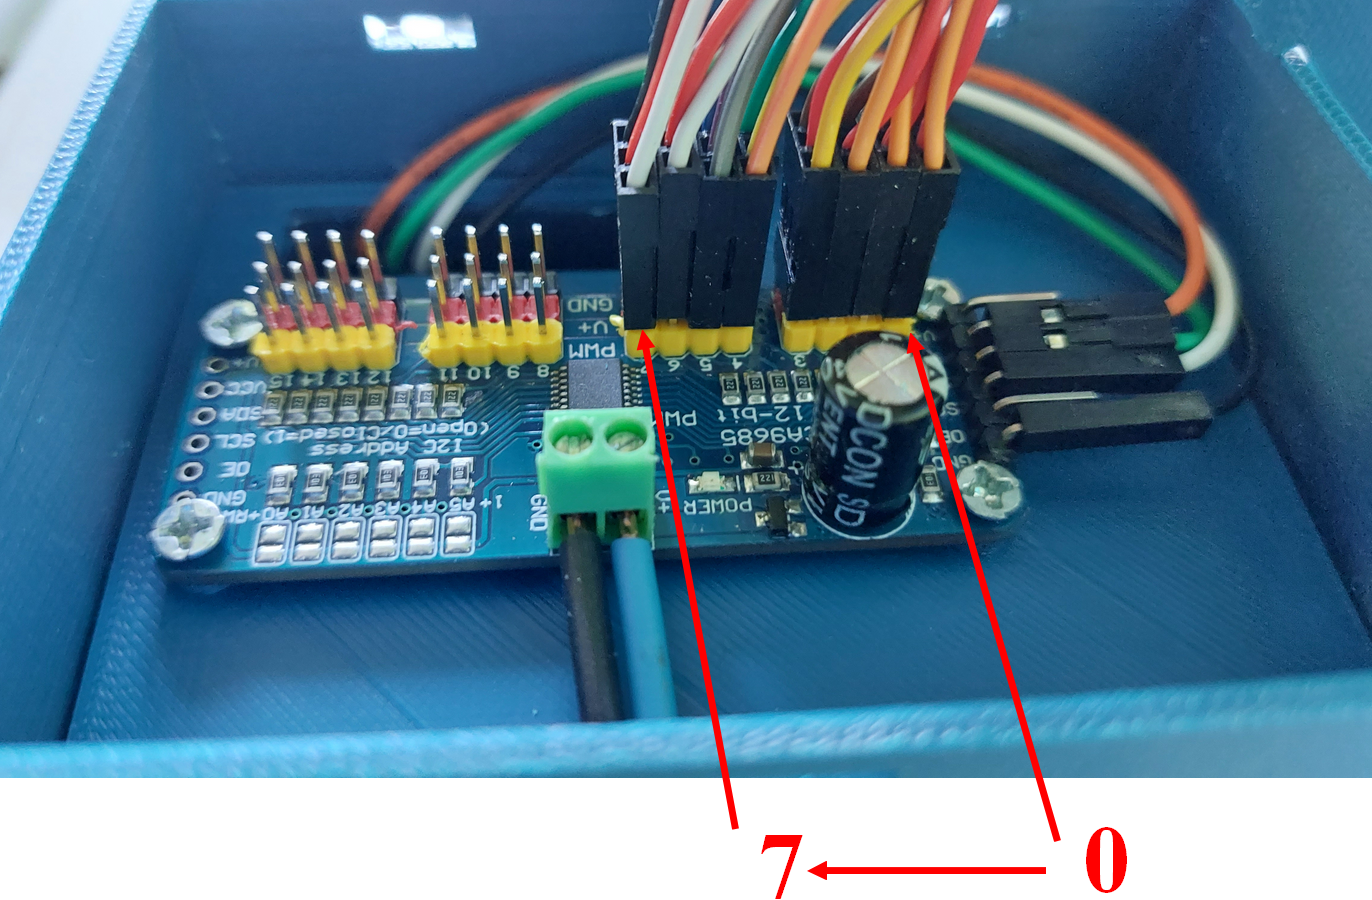 GND
V+
PWM
15 14 13 12 11 10 9 8 7 6 5 4 3
V+
VCC
SDA
SCL
OE
GND
(Open=0/Closed=1)
I2C Address
A0 A1 A2 A3 A4 A5
12-bit PWM
CA9685
GND
POWER
OCON SD
7 0